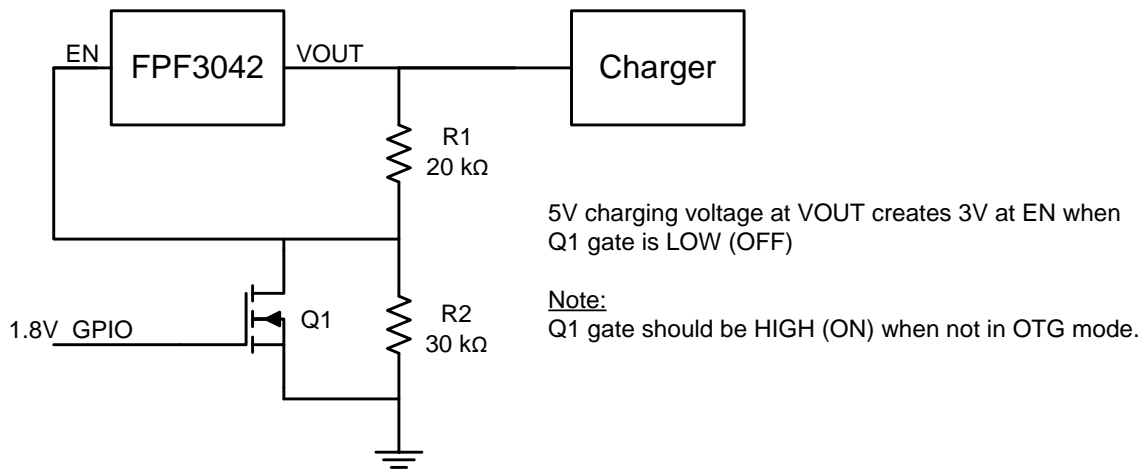 EN
FPF3042
VOUT
Charger
R1
20 kΩ
5V charging voltage at VOUT creates 3V at EN when
Q1 gate is LOW (OFF)
Note:
Q1 gate should be HIGH (ON) when not in OTG mode.
1.8V GPIO
Q1
R2
30 kΩ